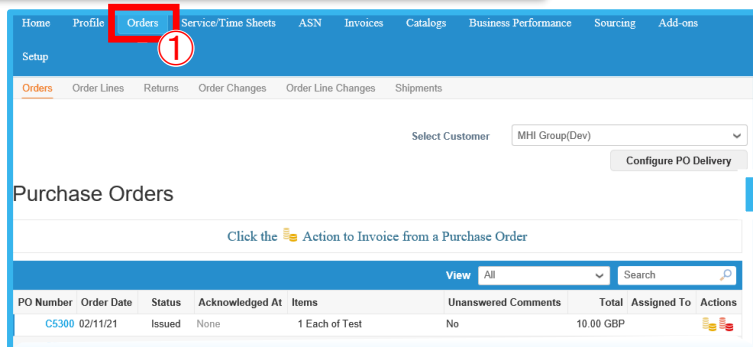 Home Profile Orders Service/Time Sheets ASN Invoices Catalogs Business Performance Sourcing Add-ons
①
Setup
Orders Order Lines Returns Order Changes Order Line Changes Shipments
Select Customer MHI Group(Dev)
Configure PO Delivery
Purchase Orders
Click the Action to Invoice from a Purchase Order
View All Search
PO Number Order Date Status Acknowledged At Items Unanswered Comments Total Assigned To Actions
C5300 02/11/21 Issued None 1 Each of Test No 10.00 GBP